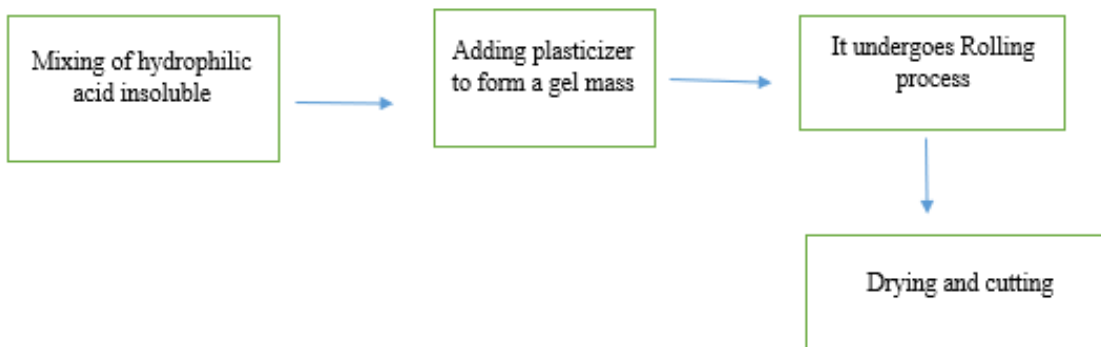 Mixing of hydrophilic
acid insoluble
Adding plasticizer
to form a gel mass
It undergoes Rolling
process
Drying and cutting